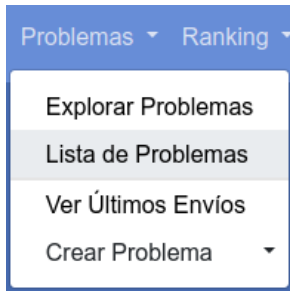 Problemas Ranking
Explorar Problemas
Lista de Problemas
Ver Últimos Envíos
Crear Problema